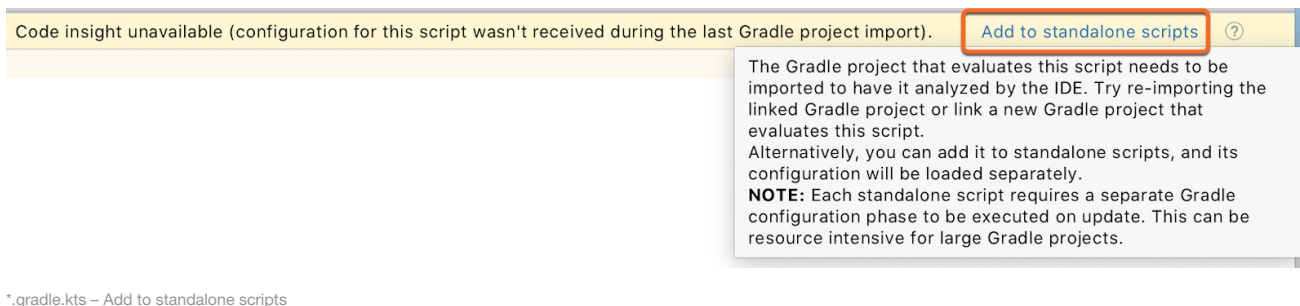 Code insight unavailable (configuration for this script wasn't received during the last Gradle project import). Add to standalone scripts ?
The Gradle project that evaluates this script needs to be
imported to have it analyzed by the IDE. Try re-importing the
linked Gradle project or link a new Gradle project that
evaluates this script.
Alternatively, you can add it to standalone scripts, and its
configuration will be loaded separately.
NOTE: Each standalone script requires a separate Gradle
configuration phase to be executed on update. This can be
resource intensive for large Gradle projects.
*.gradle.kts – Add to standalone scripts